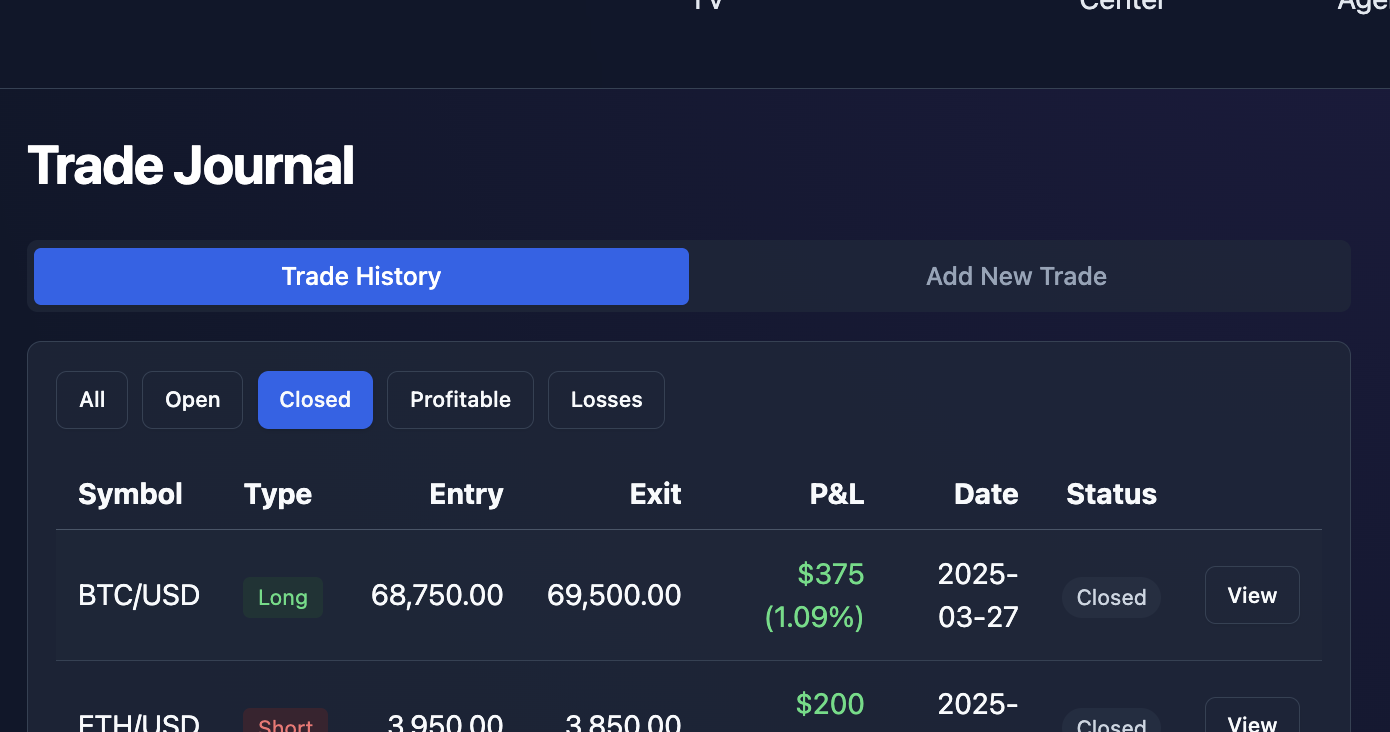 TV Center
Trade Journal
Trade History Add New Trade
All Open Closed Profitable Losses
Symbol Type Entry Exit P&L Date Status
BTC/USD Long 68,750.00 69,500.00 $375 (1.09%) 2025-03-27 Closed View
ETH/USD Short 3,950.00 3,850.00 $200 2025- Closed View